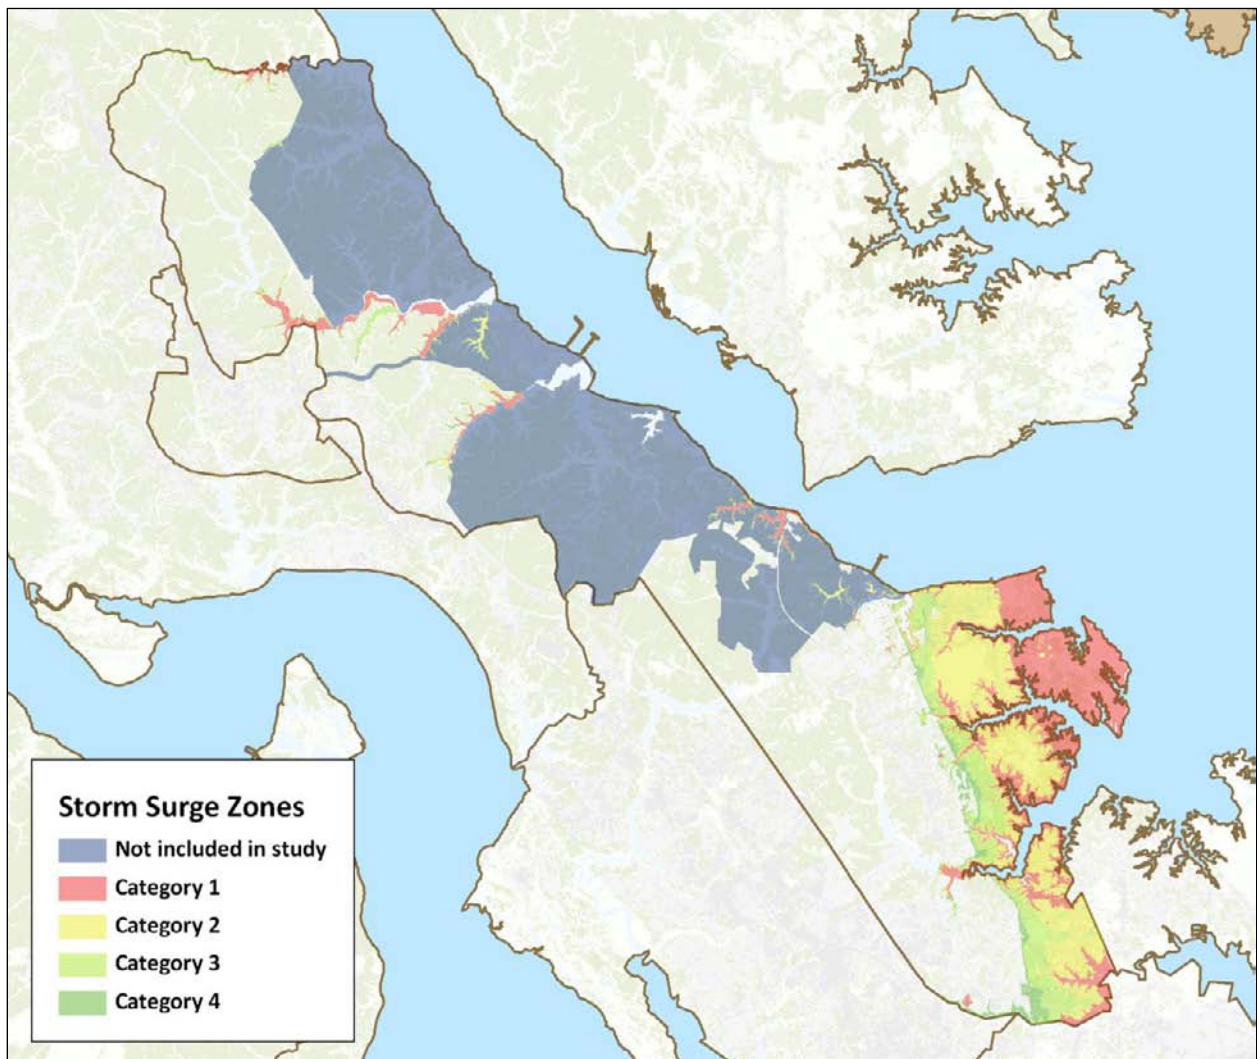 Storm Surge Zones
Not included in study
Category 1
Category 2
Category 3
Category 4